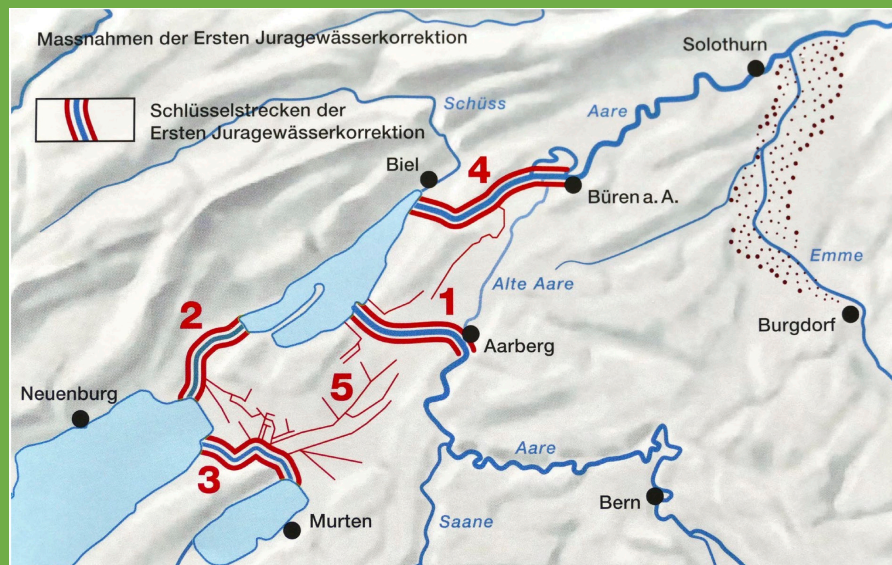 Massnahmen der Ersten Juragewässerkorrektion
Solothurn
Schlüsselstrecken der
Ersten Juragewässerkorrektion
Schüss
Aare
Biel
4
Büren a. A.
Alte Aare
Emme
1
2
Aarberg
Burgdorf
5
Neuenburg
Aare
3
Bern
Murten
Saane